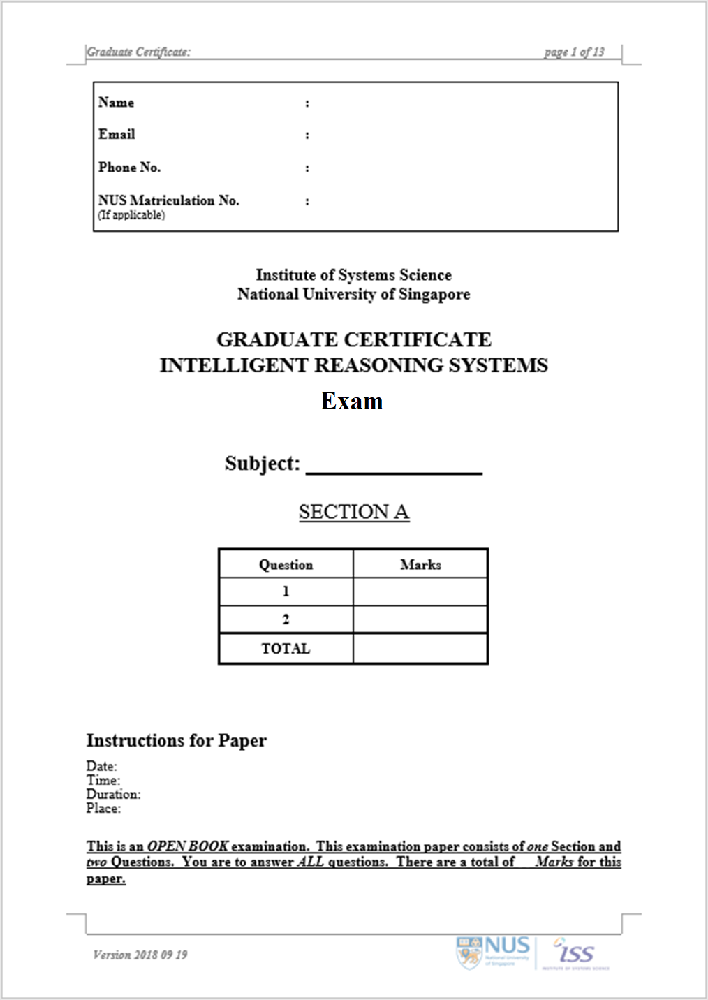 Graduate Certificate: page 1 of 13
Name :
Email :
Phone No. :
NUS Matriculation No. :
(If applicable)
Institute of Systems Science
National University of Singapore
GRADUATE CERTIFICATE
INTELLIGENT REASONING SYSTEMS
Exam
Subject: ________________
SECTION A
Question Marks
1
2
TOTAL
Instructions for Paper
Date:
Time:
Duration:
Place:
This is an OPEN BOOK examination. This examination paper consists of one Section and
two Questions. You are to answer ALL questions. There are a total of __ Marks for this
paper.
Version 2018 09 19
NUS
National University
of Singapore
iSS
INSTITUTE OF SYSTEMS SCIENCE